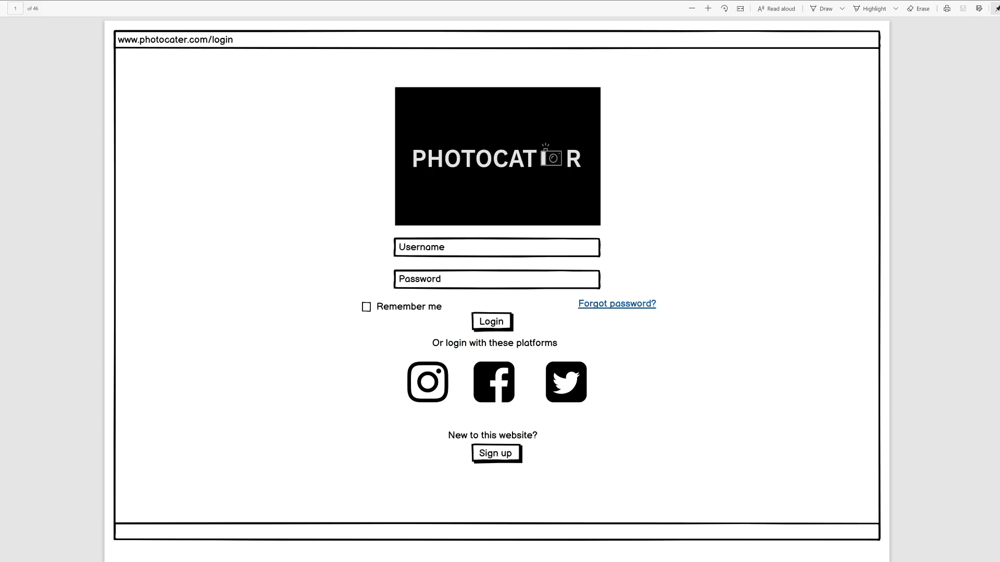 1 of 46
Read aloud
Draw
Highlight
Erase
www.photocater.com/login
PHOTOCAT R
Username
Password
Remember me
Forgot password?
Login
Or login with these platforms
New to this website?
Sign up